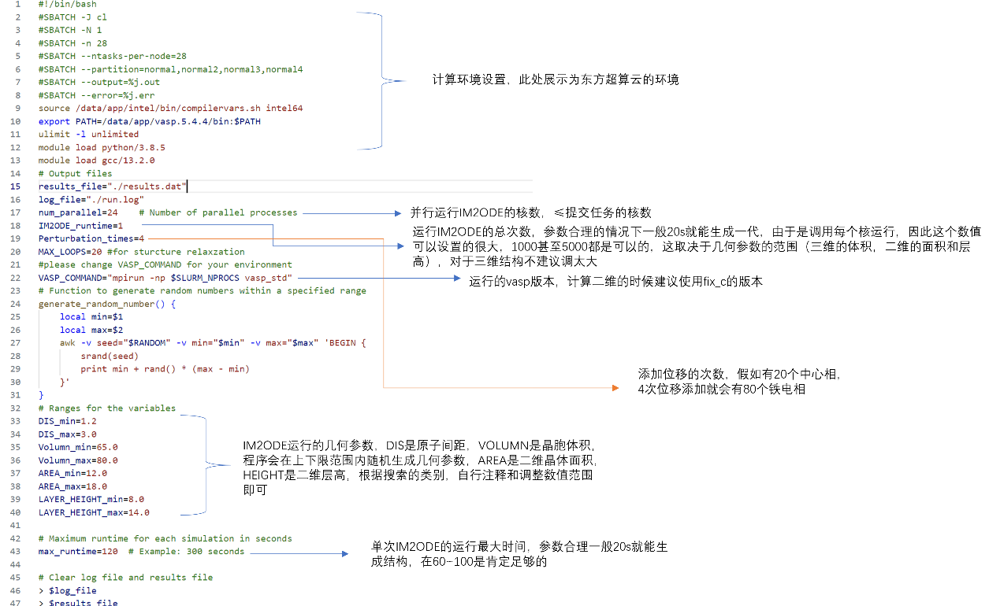 1 #!/bin/bash
2 #SBATCH -J cl
3 #SBATCH -N 1
4 #SBATCH -n 28
5 #SBATCH --ntasks-per-node=28
6 #SBATCH --partition=normal,normal2,normal3,normal4
7 #SBATCH --output=%j.out
8 #SBATCH --error=%j.err
9 source /data/app/intel/bin/compilervars.sh intel64
10 export PATH=/data/app/vasp.5.4.4/bin:$PATH
11 ulimit -l unlimited
12 module load python/3.8.5
13 module load gcc/13.2.0
计算环境设置，此处展示为东方超算云的环境
14 # Output files
15 results_file="./results.dat"
16 log_file="./run.log"
17 num_parallel=24 # Number of parallel processes
并行运行IM2ODE的核数，≤提交任务的核数
18 IM2ODE_runtime=1
运行IM2ODE的总次数，参数合理的情况下一般20s就能生成一代，由于是调用每个核运行，因此这个数值
可以设置的很大，1000甚至5000都是可以的，这取决于几何参数的范围（三维的体积，二维的面积和层
高），对于三维结构不建议调太大
19 Perturbation_times=4
20 MAX_LOOPS=20 #for sturcture relaxzation
21 #please change VASP_COMMAND for your environment
22 VASP_COMMAND="mpirun -np $SLURM_NPROCS vasp_std"
运行的vasp版本，计算二维的时候建议使用fix_c的版本
23 # Function to generate random numbers within a specified range
24 generate_random_number() {
25 local min=$1
26 local max=$2
27 awk -v seed="$RANDOM" -v min="$min" -v max="$max" 'BEGIN {
28 srand(seed)
29 print min + rand() * (max - min)
30 }'
31 }
添加位移的次数，假如有20个中心相，
4次位移添加就会有80个铁电相
32 # Ranges for the variables
33 DIS_min=1.2
34 DIS_max=3.0
35 Volumn_min=65.0
36 Volumn_max=80.0
37 AREA_min=12.0
38 AREA_max=18.0
39 LAYER_HEIGHT_min=8.0
40 LAYER_HEIGHT_max=14.0
IM2ODE运行的几何参数，DIS是原子间距，VOLUMN是晶胞体积，
程序会在上下限范围内随机生成几何参数，AREA是二维晶体面积，
HEIGHT是二维层高，根据搜索的类别，自行注释和调整数值范围
即可
41
42 # Maximum runtime for each simulation in seconds
43 max_runtime=120 # Example: 300 seconds
单次IM2ODE的运行最大时间，参数合理一般20s就能生
成结构，在60~100是肯定足够的
44
45 # Clear log file and results file
46 > $log_file
47 > $results_file